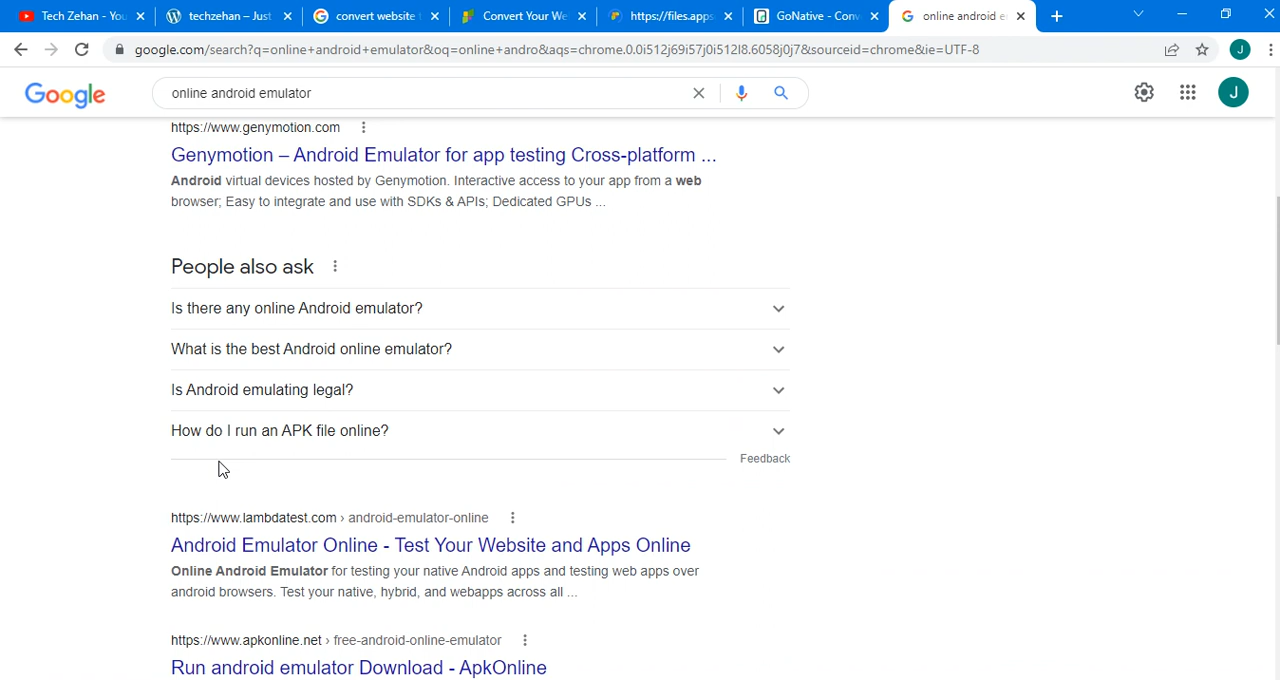 Tech Zehan - You
techzehan – Just
convert website
Convert Your We
https://files.apps
GoNative - Conv
online android e
google.com/search?q=online+android+emulator&oq=online+andro&aqs=chrome.0.0i512j69i57j0i512l8.6058j0j7&sourceid=chrome&ie=UTF-8
J
Google
online android emulator
J
https://www.genymotion.com
Genymotion – Android Emulator for app testing Cross-platform ...
Android virtual devices hosted by Genymotion. Interactive access to your app from a web
browser; Easy to integrate and use with SDKs & APIs; Dedicated GPUs ...
People also ask
Is there any online Android emulator?
What is the best Android online emulator?
Is Android emulating legal?
How do I run an APK file online?
Feedback
https://www.lambdatest.com › android-emulator-online
Android Emulator Online - Test Your Website and Apps Online
Online Android Emulator for testing your native Android apps and testing web apps over
android browsers. Test your native, hybrid, and webapps across all ...
https://www.apkonline.net › free-android-online-emulator
Run android emulator Download - ApkOnline